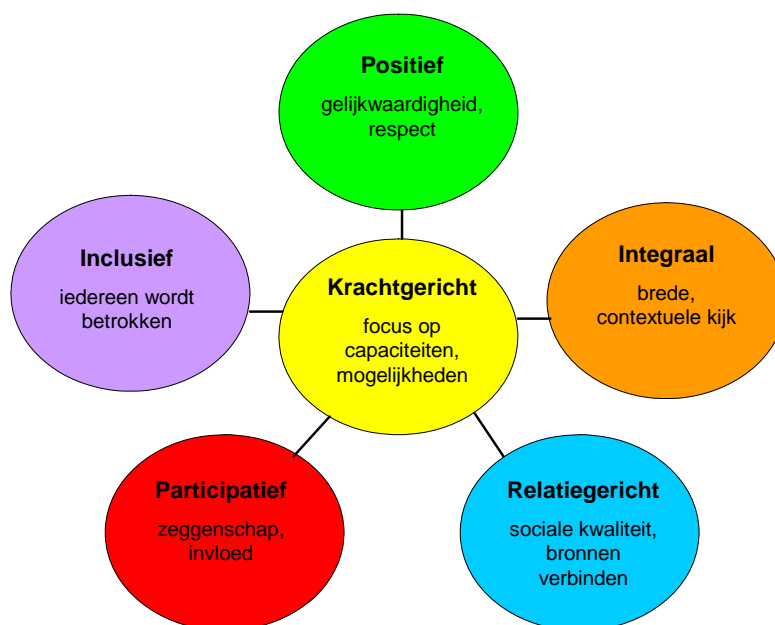 Positief
gelijkwaardigheid,
respect
Inclusief
iedereen wordt
betrokken
Krachtgericht
focus op
capaciteiten,
mogelijkheden
Integraal
brede,
contextuele kijk
Participatief
zeggenschap,
invloed
Relatiegericht
sociale kwaliteit,
bronnen
verbinden